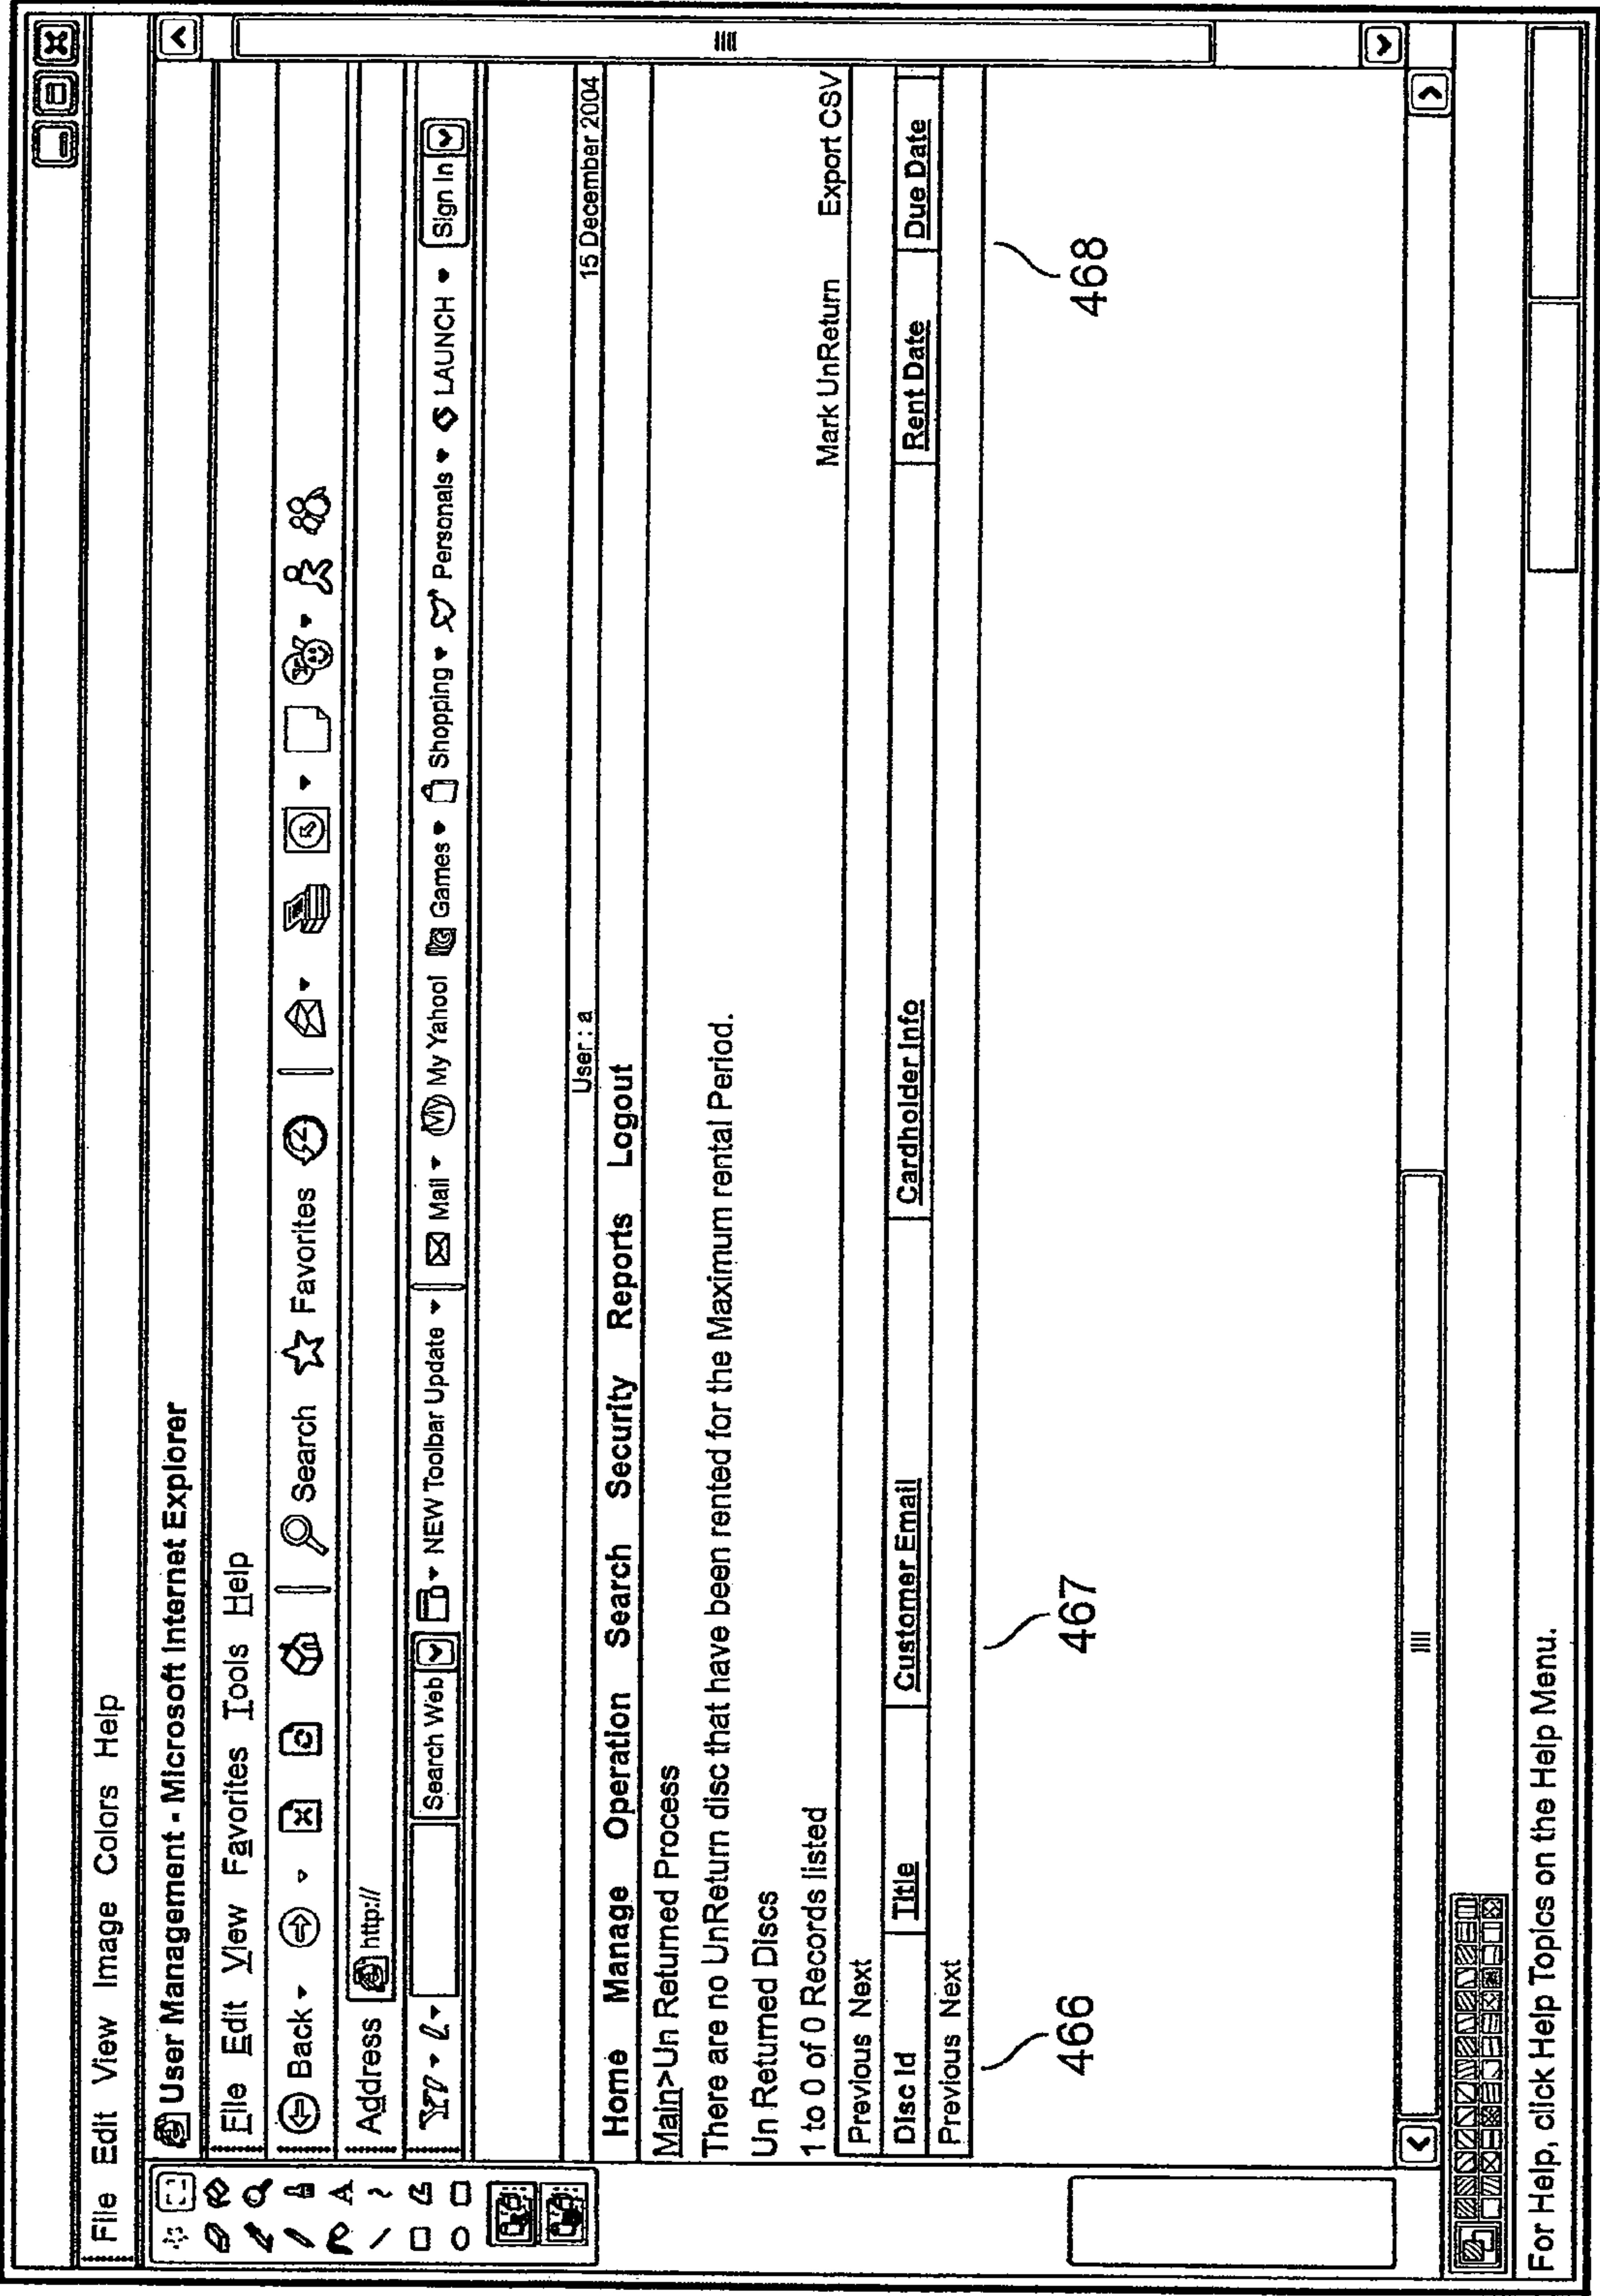 File Edit View Image Colors Help
User Management - Microsoft Internet Explorer
File Edit View Favorites Tools Help
Back Search Favorites
Address http://
Search Web NEW Toolbar Update Mail My My Yahoo! Games Shopping Personals LAUNCH Sign In
User : a 15 December 2004
Home Manage Operation Search Security Reports Logout
Main>Un Returned Process
There are no UnReturn disc that have been rented for the Maximum rental Period.
Un Returned Discs
1 to 0 of 0 Records listed Mark UnReturn Export CSV
Previous Next
Disc Id Title Customer Email Cardholder Info Rent Date Due Date
Previous Next
466 467 468
For Help, click Help Topics on the Help Menu.